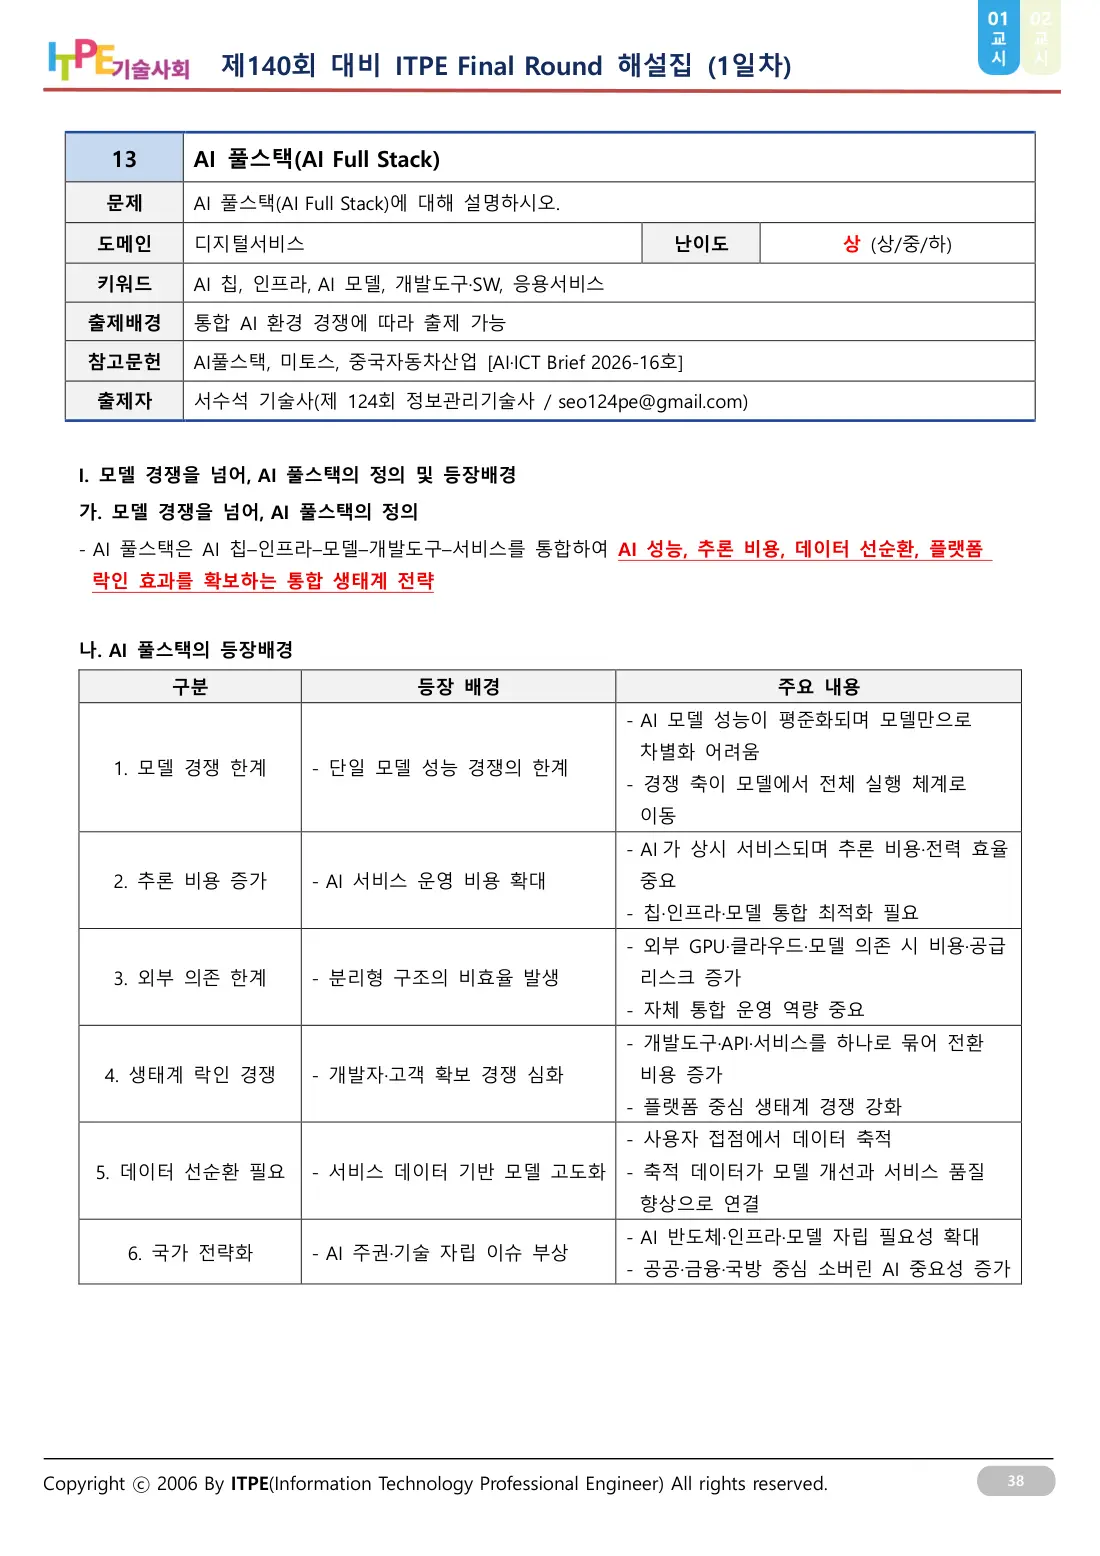 ITPE기술사회 제140회 대비 ITPE Final Round 해설집 (1일차)
01 교 시
02 교 시
13 AI 풀스택(AI Full Stack)
문제 AI 풀스택(AI Full Stack)에 대해 설명하시오.
도메인 디지털서비스 난이도 상 (상/중/하)
키워드 AI 칩, 인프라, AI 모델, 개발도구·SW, 응용서비스
출제배경 통합 AI 환경 경쟁에 따라 출제 가능
참고문헌 AI풀스택, 미토스, 중국자동차산업 [AI·ICT Brief 2026-16호]
출제자 서수석 기술사(제 124회 정보관리기술사 / seo124pe@gmail.com)
I. 모델 경쟁을 넘어, AI 풀스택의 정의 및 등장배경
가. 모델 경쟁을 넘어, AI 풀스택의 정의
- AI 풀스택은 AI 칩–인프라–모델–개발도구–서비스를 통합하여 AI 성능, 추론 비용, 데이터 선순환, 플랫폼
락인 효과를 확보하는 통합 생태계 전략
나. AI 풀스택의 등장배경
구분 등장 배경 주요 내용
1. 모델 경쟁 한계
- 단일 모델 성능 경쟁의 한계
- AI 모델 성능이 평준화되며 모델만으로
차별화 어려움
- 경쟁 축이 모델에서 전체 실행 체계로
이동
2. 추론 비용 증가
- AI 서비스 운영 비용 확대
- AI가 상시 서비스되며 추론 비용·전력 효율
중요
- 칩·인프라·모델 통합 최적화 필요
3. 외부 의존 한계
- 분리형 구조의 비효율 발생
- 외부 GPU·클라우드·모델 의존 시 비용·공급
리스크 증가
- 자체 통합 운영 역량 중요
4. 생태계 락인 경쟁
- 개발자·고객 확보 경쟁 심화
- 개발도구·API·서비스를 하나로 묶어 전환
비용 증가
- 플랫폼 중심 생태계 경쟁 강화
5. 데이터 선순환 필요
- 서비스 데이터 기반 모델 고도화
- 사용자 접점에서 데이터 축적
- 축적 데이터가 모델 개선과 서비스 품질
향상으로 연결
6. 국가 전략화
- AI 주권·기술 자립 이슈 부상
- AI 반도체·인프라·모델 자립 필요성 확대
- 공공·금융·국방 중심 소버린 AI 중요성 증가
Copyright ⓒ 2006 By ITPE(Information Technology Professional Engineer) All rights reserved.
38